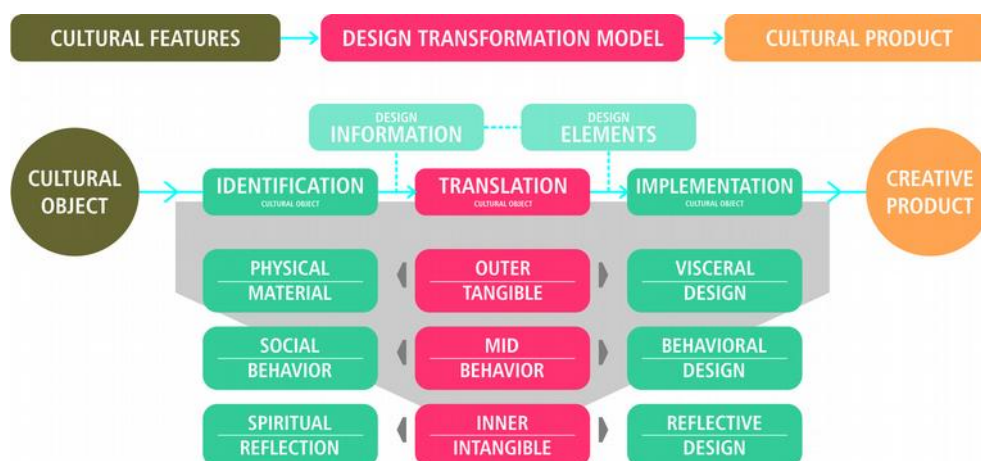 CULTURAL FEATURES
DESIGN TRANSFORMATION MODEL
CULTURAL PRODUCT
DESIGN
INFORMATION
DESIGN
ELEMENTS
CULTURAL
OBJECT
IDENTIFICATION
CULTURAL OBJECT
TRANSLATION
CULTURAL OBJECT
IMPLEMENTATION
CULTURAL OBJECT
CREATIVE
PRODUCT
PHYSICAL
MATERIAL
OUTER
TANGIBLE
VISCERAL
DESIGN
SOCIAL
BEHAVIOR
MID
BEHAVIOR
BEHAVIORAL
DESIGN
SPIRITUAL
REFLECTION
INNER
INTANGIBLE
REFLECTIVE
DESIGN